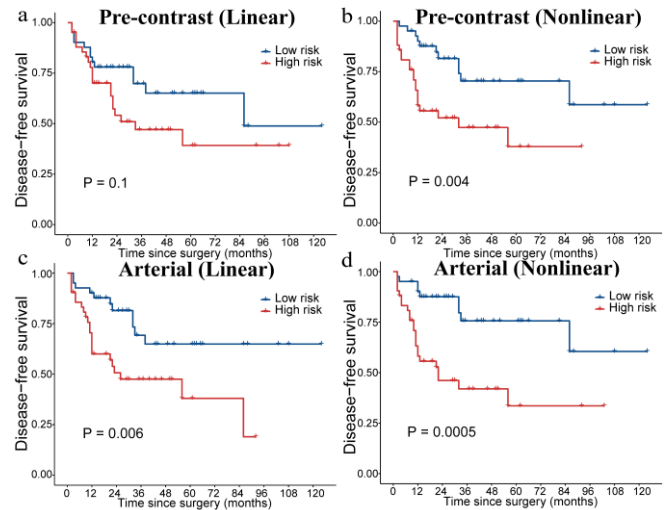 a Pre-contrast (Linear)
Disease-free survival
1.00
0.75
0.50
0.25
0.00
Low risk
High risk
P = 0.1
0 12 24 36 48 60 72 84 96 108 120
Time since surgery (months)
b Pre-contrast (Nonlinear)
Disease-free survival
1.00
0.75
0.50
0.25
0.00
Low risk
High risk
P = 0.004
0 12 24 36 48 60 72 84 96 108 120
Time since surgery (months)
c Arterial (Linear)
Disease-free survival
1.00
0.75
0.50
0.25
0.00
Low risk
High risk
P = 0.006
0 12 24 36 48 60 72 84 96 108 120
Time since surgery (months)
d Arterial (Nonlinear)
Disease-free survival
1.00
0.75
0.50
0.25
0.00
Low risk
High risk
P = 0.0005
0 12 24 36 48 60 72 84 96 108 120
Time since surgery (months)